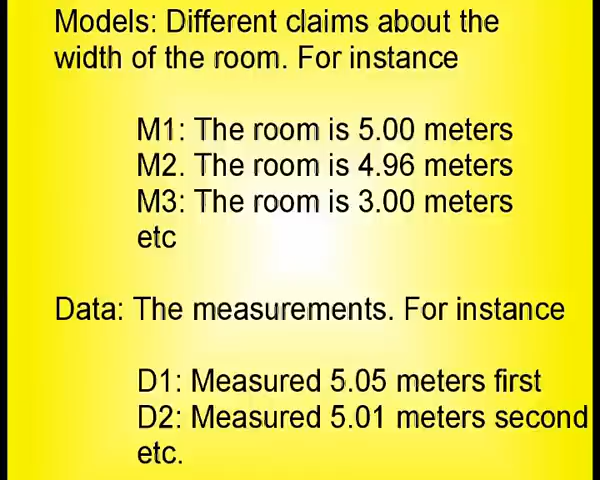 Models: Different claims about the
width of the room. For instance
M1: The room is 5.00 meters
M2. The room is 4.96 meters
M3: The room is 3.00 meters
etc
Data: The measurements. For instance
D1: Measured 5.05 meters first
D2: Measured 5.01 meters second
etc.